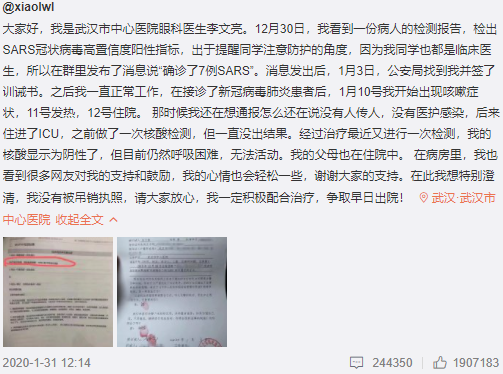 @xiaolwl
大家好，我是武汉市中心医院眼科医生李文亮。12月30日，我看到一份病人的检测报告，检出
SARS冠状病毒高置信度阳性指标，出于提醒同学注意防护的角度，因为我同学也都是临床医
生，所以在群里发布了消息说“确诊了7例SARS”。消息发出后，1月3日，公安局找我并签了
训诫书。之后我一直正常工作，在接诊了新冠病毒肺炎患者后，1月10号我开始出现咳嗽症
状，11号发热，12号住院。那时候我还在想通报怎么还在说没有人传人，没有医护感染，后来
住进了ICU，之前做了一次核酸检测，但一直没出结果。经过治疗最近又进行一次检测，我的
核酸显示为阴性了，但目前仍然呼吸困难，无法活动。我的父母也在住院中。在病房里，我也
看到很多网友对我的支持和鼓励，我的心情也会轻松一些，谢谢大家的支持。在此我想特别澄
清，我没有被吊销执照，请大家放心，我一定积极配合治疗，争取早日出院！ 武汉·武汉市
中心医院 收起全文
2020-1-31 12:14 244350 1907183